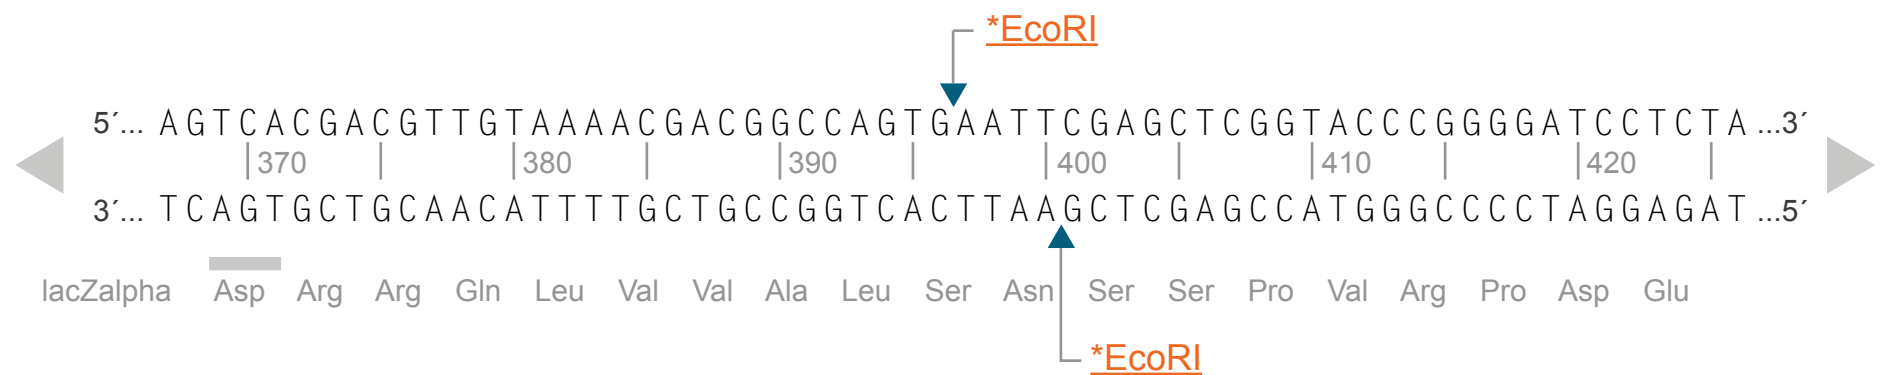 *EcoRI
5´... AGTCACGACGTTGTAAAACGACGGCCAGTGAATTCGAGCTCGGTACCCGGGGATCCTCTA ...3´
370 380 390 400 410 420
3´... TCAGTGCTGCAACATTTTGCTGCCGGTCACTTAAGCTCGAGCCATGGGCCCCTAGGAGAT ...5´
lacZalpha Asp Arg Arg Gln Leu Val Val Ala Leu Ser Asn Ser Ser Pro Val Arg Pro Asp Glu
*EcoRI